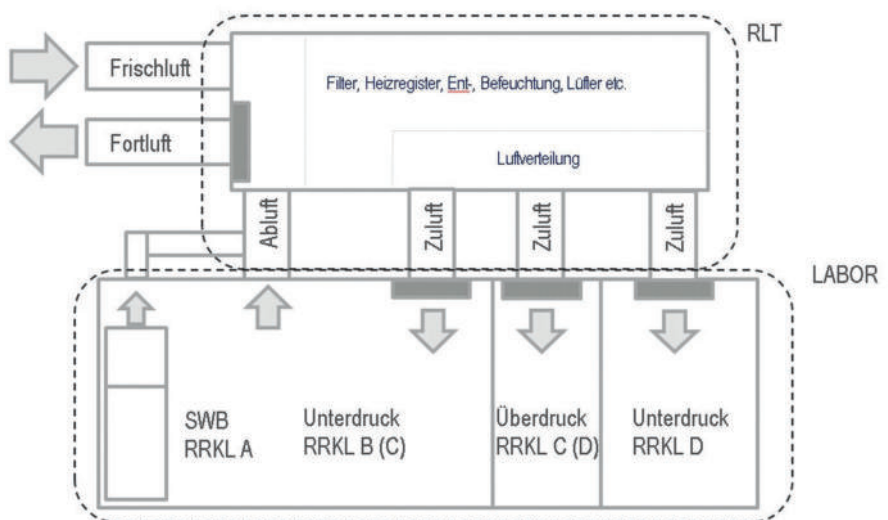 RLT
Frischluft
Filter, Heizregister, Ent-, Befeuchtung, Lüfter etc.
Fortluft
Luftverteilung
Abluft
Zuluft
Zuluft
Zuluft
LABOR
SWB
RRKL A
Unterdruck
RRKL B (C)
Überdruck
RRKL C (D)
Unterdruck
RRKL D